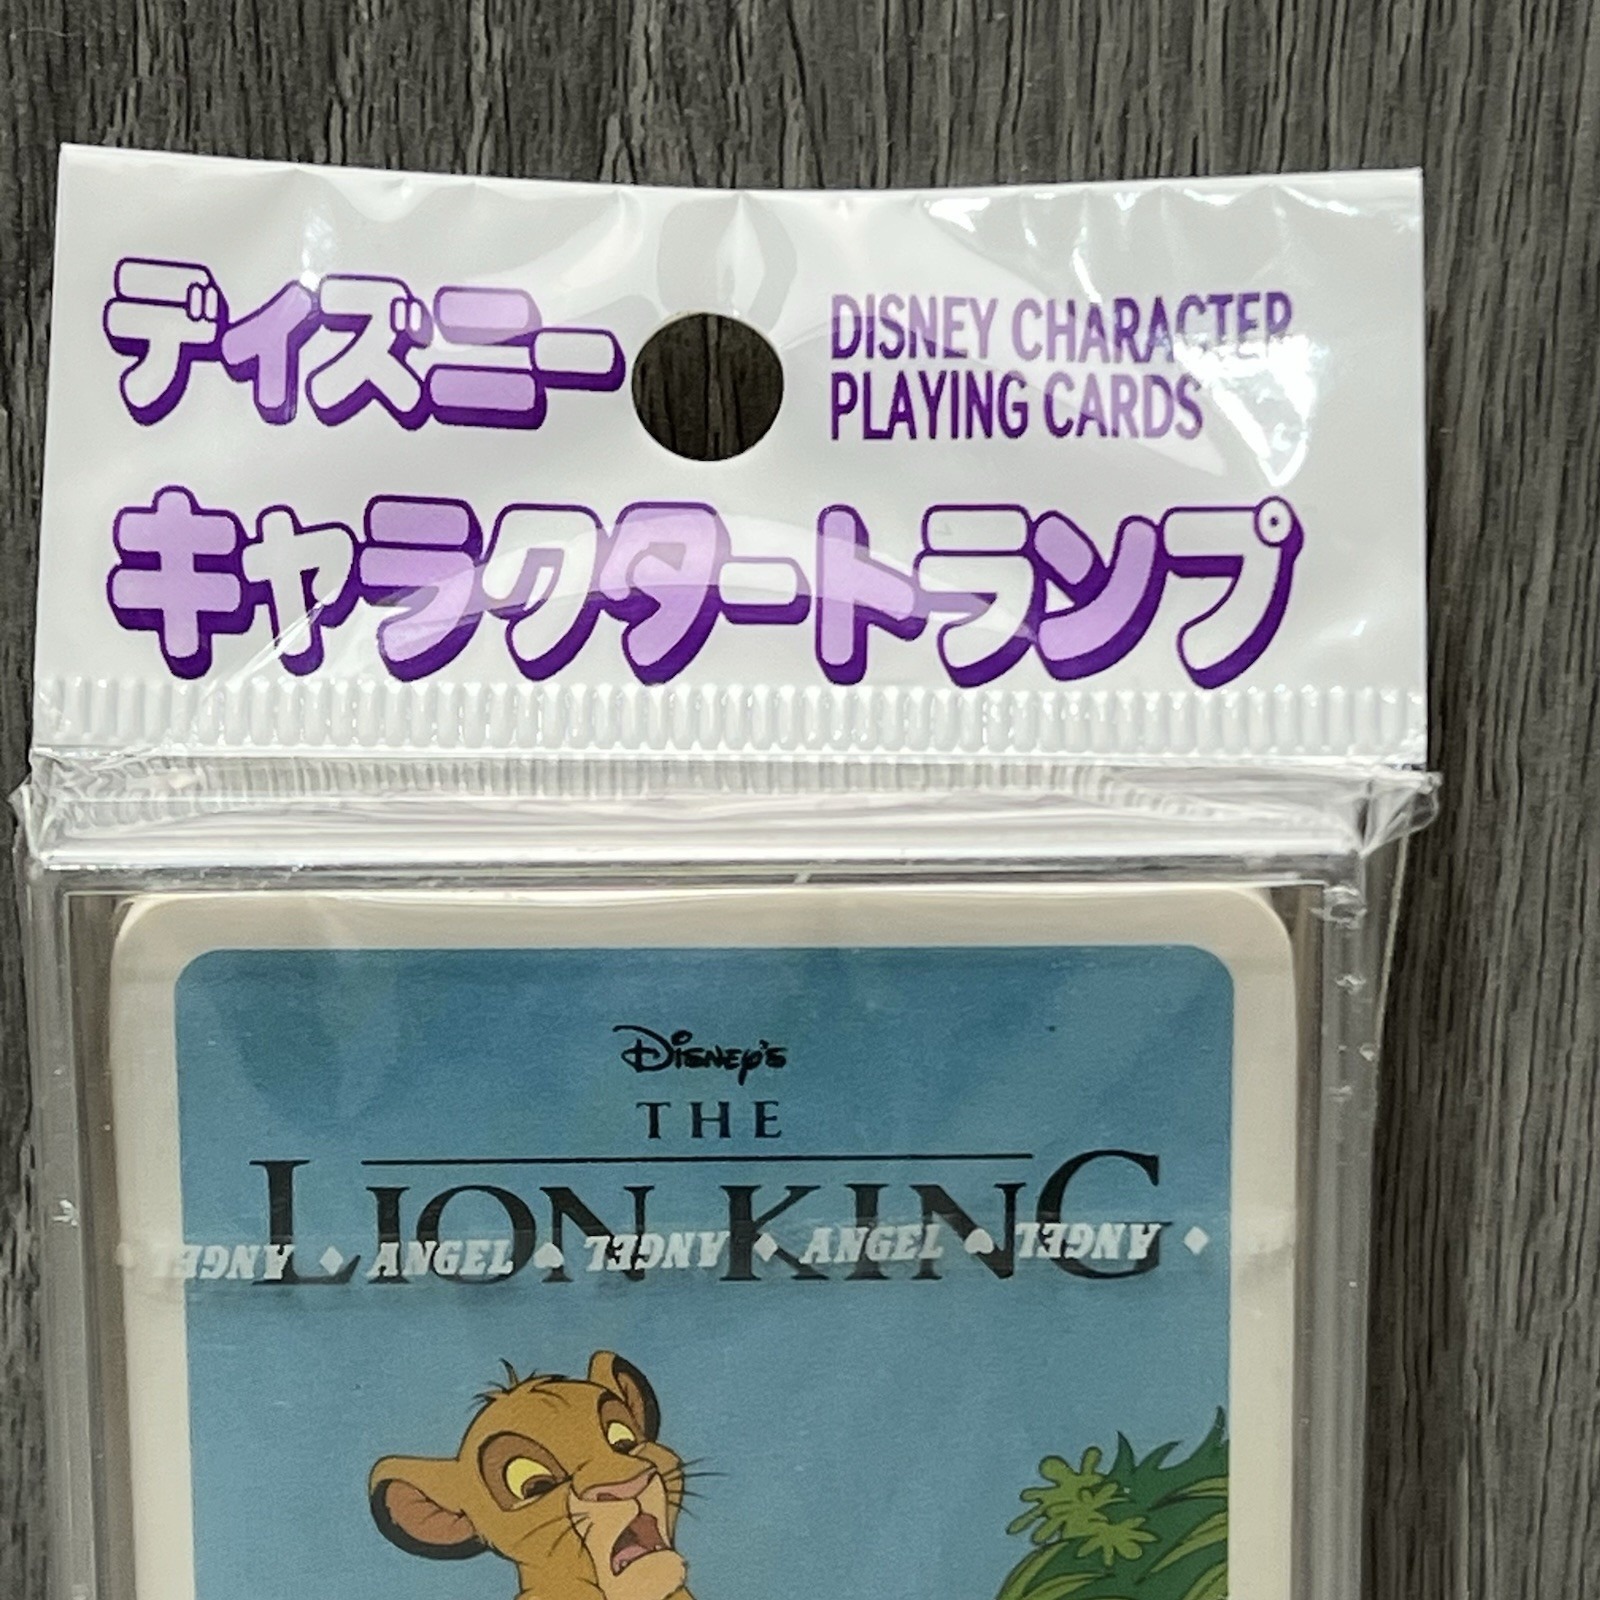 ディズニー
DISNEY CHARACTER
PLAYING CARDS
キャラクタートランプ
Disney's
THE
LION KING
ANGEL ♦ ANGEL ♠ ANGEL ♦ ANGEL ♠ ANGEL ♦